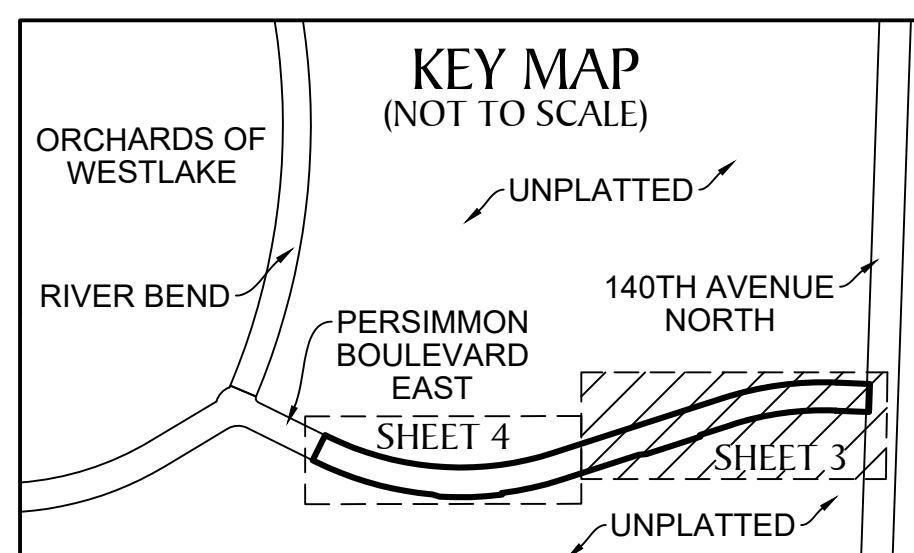 KEY MAP
(NOT TO SCALE)
ORCHARDS OF
WESTLAKE
UNPLATTED
RIVER BEND
140TH AVENUE
NORTH
PERSIMMON
BOULEVARD
EAST
SHEET 4
SHEET 3
UNPLATTED